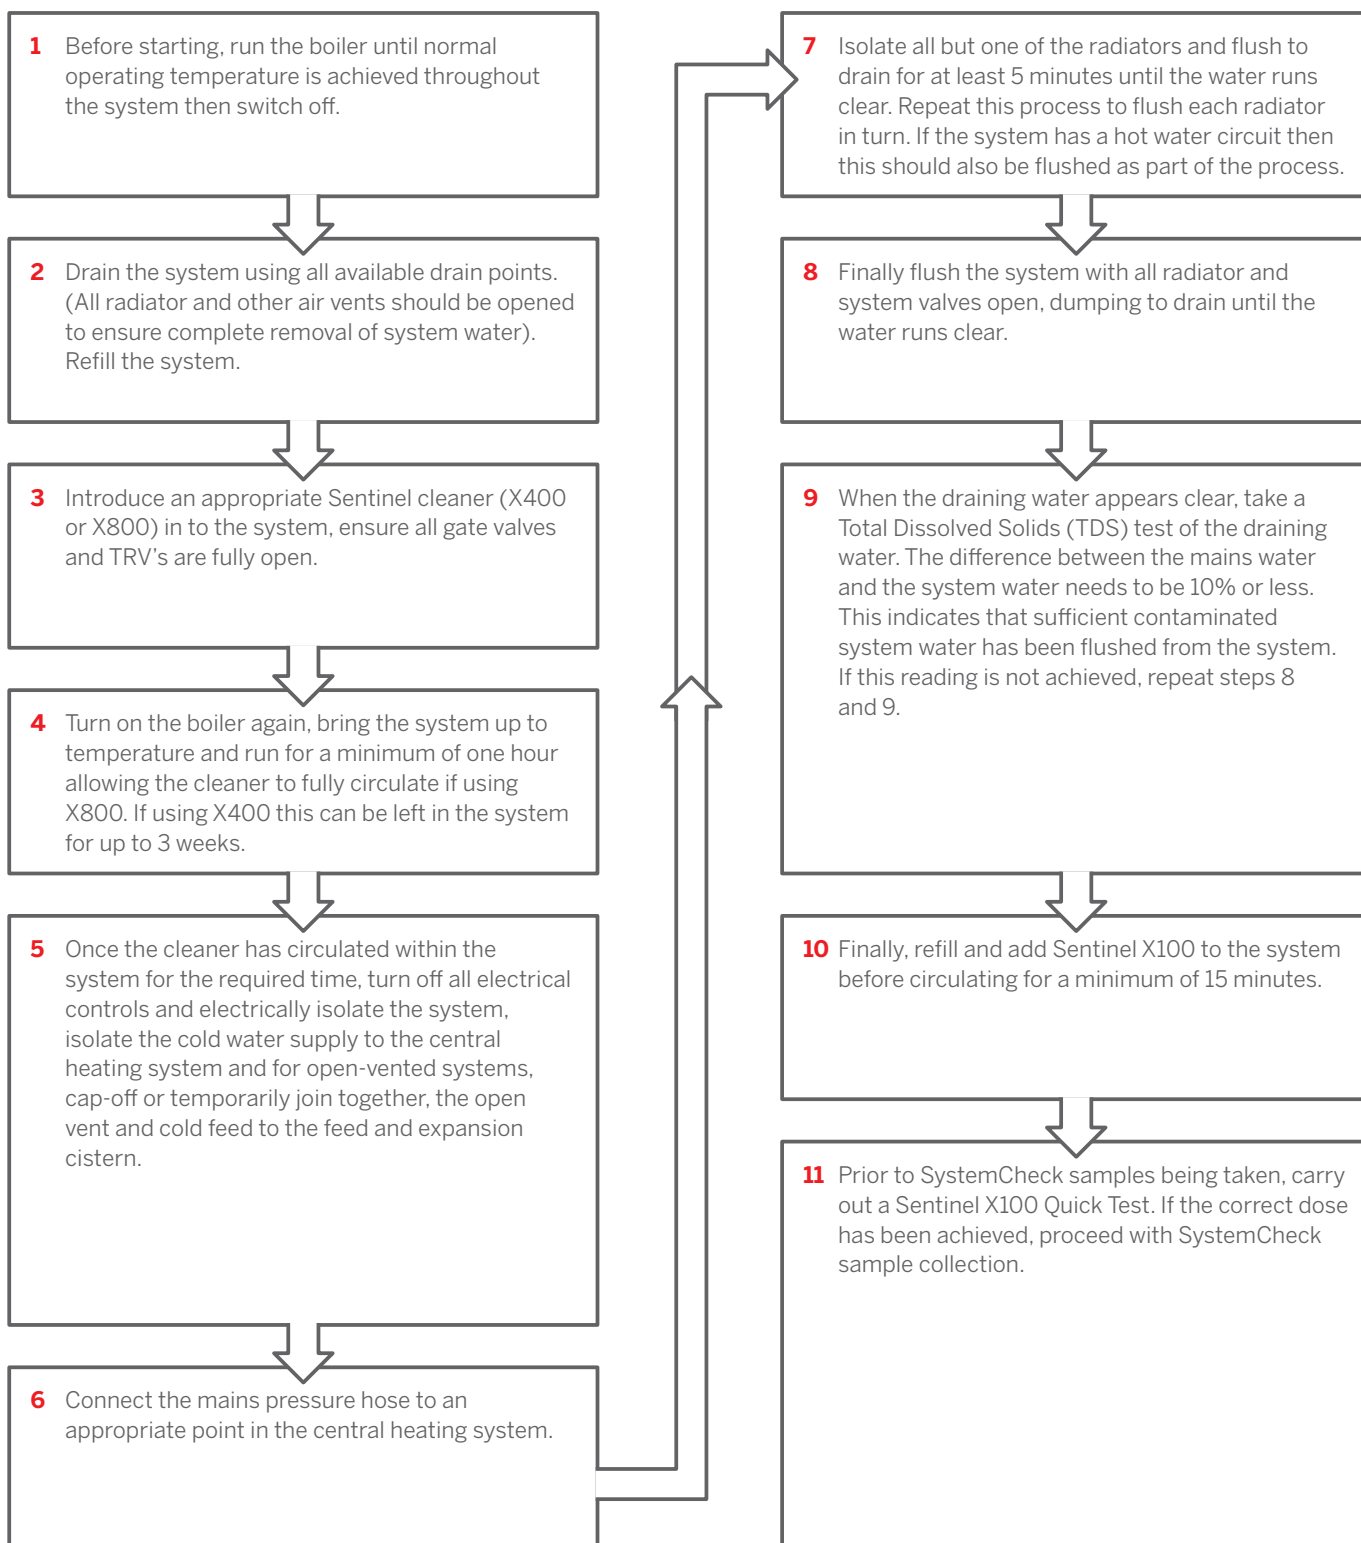 1 Before starting, run the boiler until normal
operating temperature is achieved throughout
the system then switch off.
2 Drain the system using all available drain points.
(All radiator and other air vents should be opened
to ensure complete removal of system water).
Refill the system.
3 Introduce an appropriate Sentinel cleaner (X400
or X800) in to the system, ensure all gate valves
and TRV's are fully open.
4 Turn on the boiler again, bring the system up to
temperature and run for a minimum of one hour
allowing the cleaner to fully circulate if using
X800. If using X400 this can be left in the system
for up to 3 weeks.
5 Once the cleaner has circulated within the
system for the required time, turn off all electrical
controls and electrically isolate the system,
isolate the cold water supply to the central
heating system and for open-vented systems,
cap-off or temporarily join together, the open
vent and cold feed to the feed and expansion
cistern.
6 Connect the mains pressure hose to an
appropriate point in the central heating system.
7 Isolate all but one of the radiators and flush to
drain for at least 5 minutes until the water runs
clear. Repeat this process to flush each radiator
in turn. If the system has a hot water circuit then
this should also be flushed as part of the process.
8 Finally flush the system with all radiator and
system valves open, dumping to drain until the
water runs clear.
9 When the draining water appears clear, take a
Total Dissolved Solids (TDS) test of the draining
water. The difference between the mains water
and the system water needs to be 10% or less.
This indicates that sufficient contaminated
system water has been flushed from the system.
If this reading is not achieved, repeat steps 8
and 9.
10 Finally, refill and add Sentinel X100 to the system
before circulating for a minimum of 15 minutes.
11 Prior to SystemCheck samples being taken, carry
out a Sentinel X100 Quick Test. If the correct dose
has been achieved, proceed with SystemCheck
sample collection.